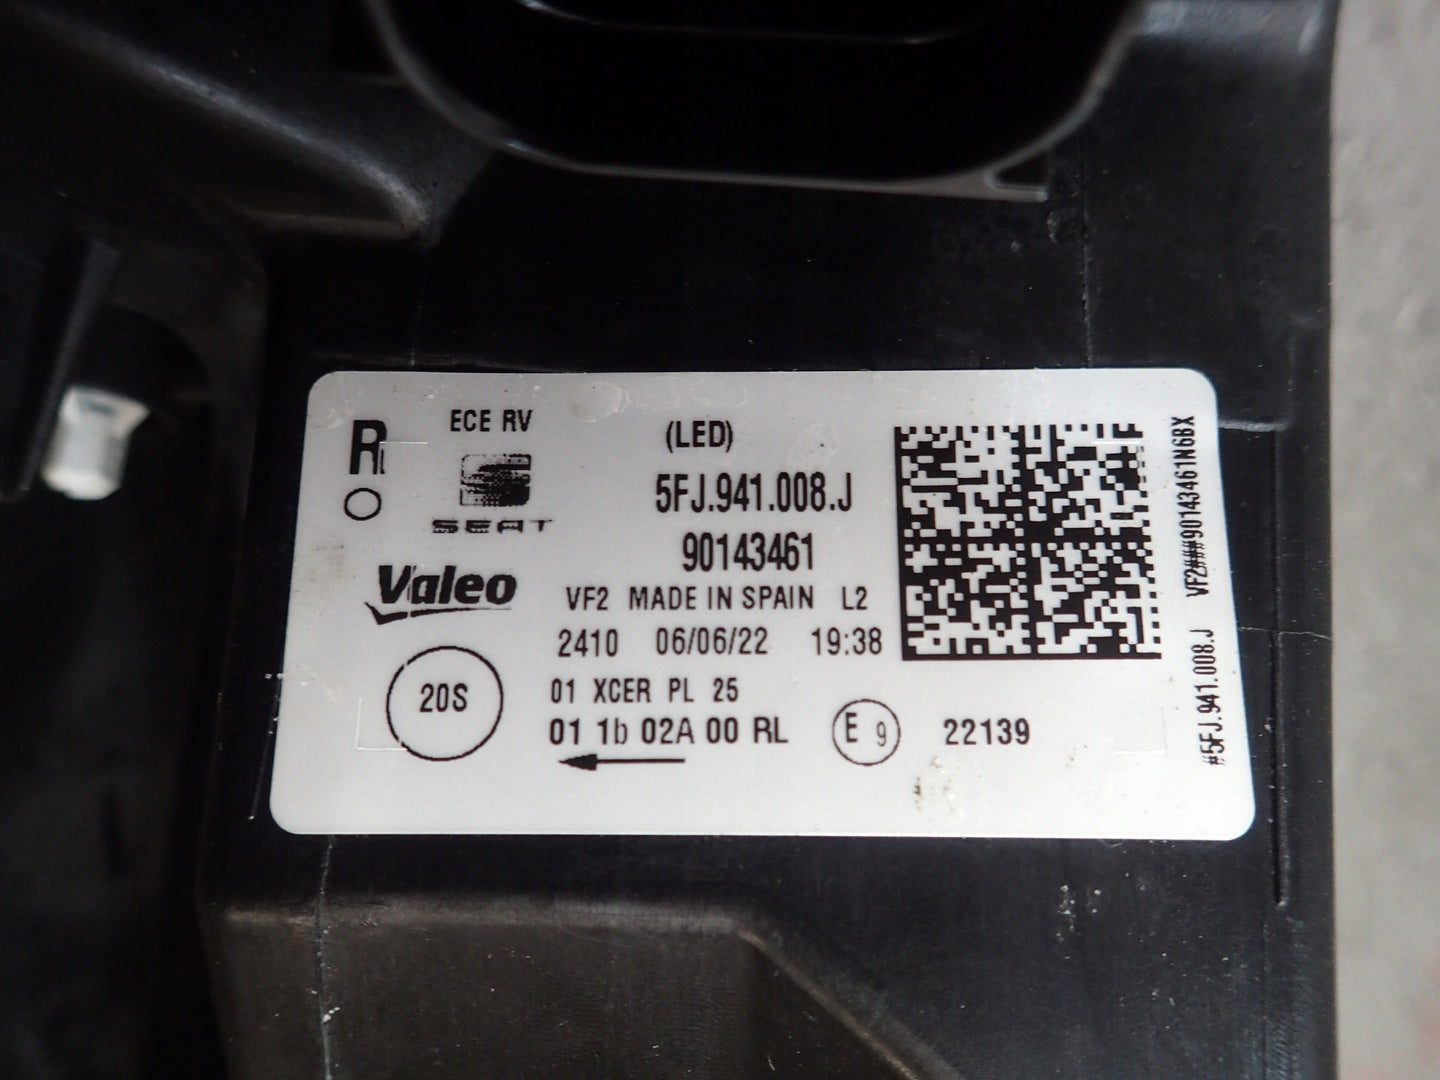 R
ECE RV
SEAT
(LED)
5FJ.941.008.J
90143461
Valeo
VF2 MADE IN SPAIN L2
2410 06/06/22 19:38
20S
01 XCER PL 25
01 1b 02A 00 RL
E 9
22139
#5FJ.941.008.J VF2###90143461N6BX